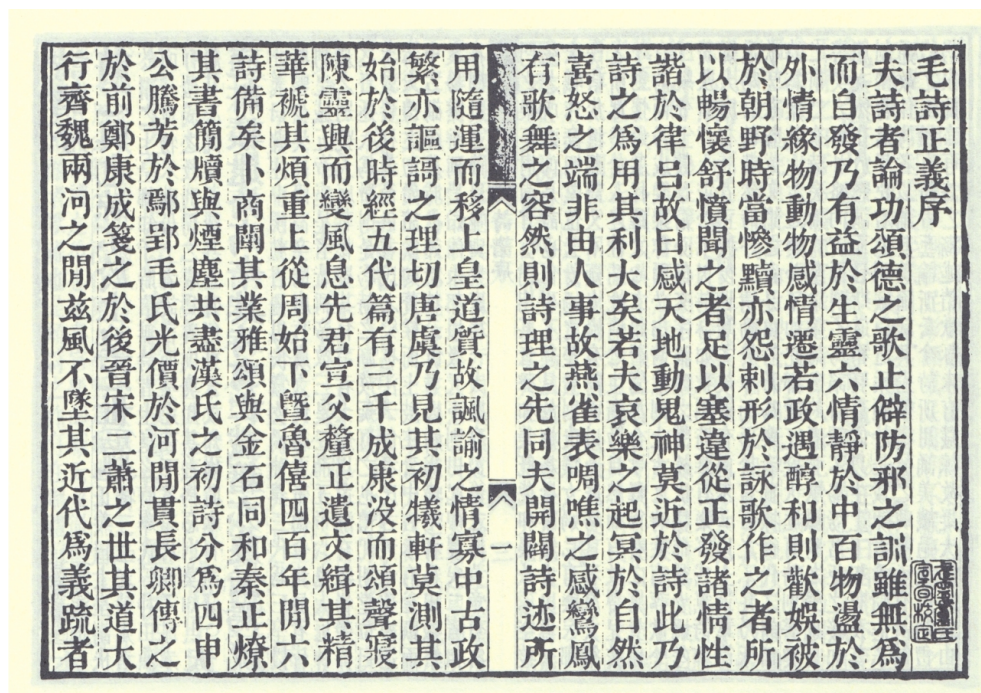 毛詩正義序
夫詩者論功頌德之歌止僻防邪之訓雖無爲
而自發乃有益於生靈六情靜於中百物盪於
外情緣物動物感情遷若政遇醇和則歡娛被
於朝野時當慘黷亦怨刺形於詠歌作之者所
以暢懷舒憤聞之者足以塞違從正發諸情性
諧於律呂故曰感天地動鬼神莫近於詩此乃
詩之爲用其利大矣若夫哀樂之起冥於自然
喜怒之端非由人事故燕雀表啁噍之感鸞鳳
有歌舞之容然則詩理之先同夫開闢詩迹所
一
用隨運而移上皇道質故諷諭之情寡中古政
繁亦謳謌之理切唐虞乃見其初犧軒莫測其
始於後時經五代篇有三千成康沒而頌聲寢
陳靈興而變風息先君宣父釐正遺文緝其精
華褫其煩重上從周始下曁魯僖四百年閒六
詩備矣卜商闡其業雅頌與金石同和秦正燎
其書簡牘與煙塵共盡漢氏之初詩分爲四申
公騰芳於鄢郢毛氏光價於河閒貫長卿傳之
於前鄭康成箋之於後晉宋二蕭之世其道大
行齊魏兩河之閒茲風不墜其近代爲義疏者